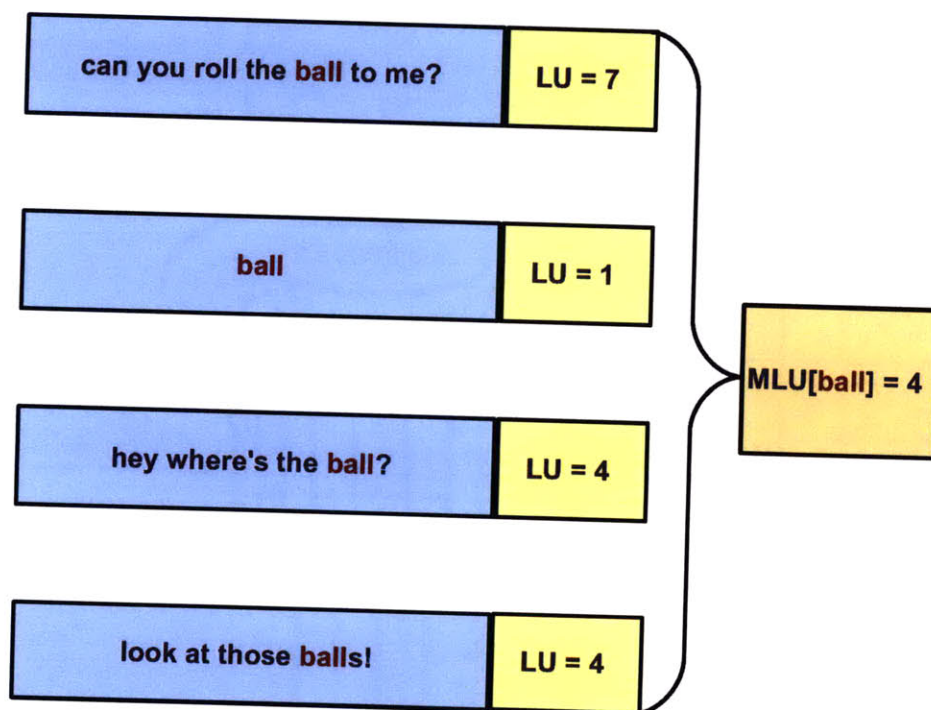 can you roll the ball to me? LU = 7
ball LU = 1
MLU[ball] = 4
hey where's the ball? LU = 4
look at those balls! LU = 4